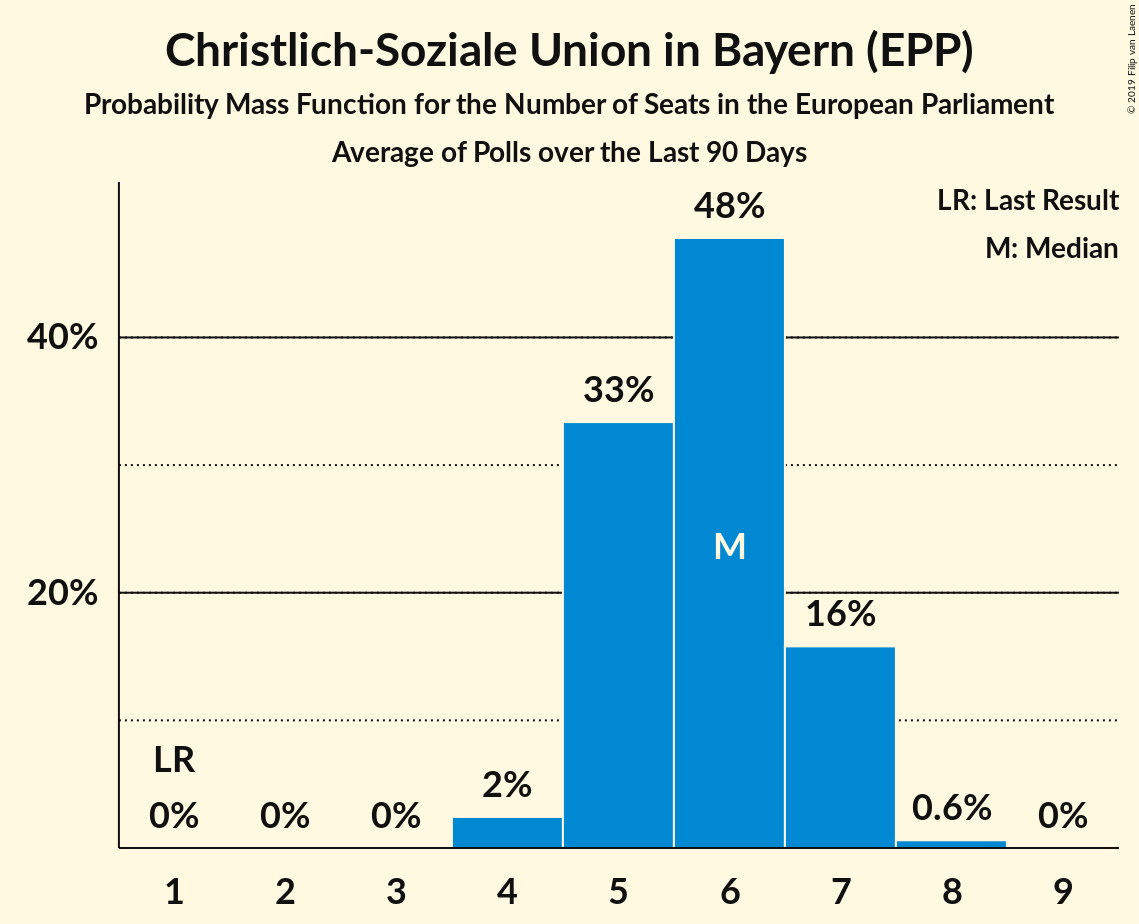 Christlich-Soziale Union in Bayern (EPP)
Probability Mass Function for the Number of Seats in the European Parliament
Average of Polls over the Last 90 Days
© 2019 Filip van Laenen
LR: Last Result
M: Median
48%
40%
33%
M
20%
16%
LR
0%
0%
0%
2%
0.6%
0%
1 2 3 4 5 6 7 8 9